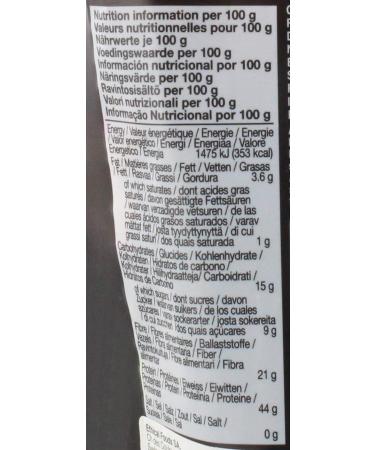 Nutrition information per 100 g
Valeurs nutritionnelles pour 100 g
Nährwerte je 100 g
Voedingswaarde per 100 g
Información nutricional por 100 g
Näringsvärde per 100 g
Ravintosisältö per 100 g
Valori nutrizionali per 100 g
Informação Nutricional por 100 g
Energy / Valeur énergétique / Energie / Energie
/ Valor energético / Energi / Energiaa / Valore
Energetico / Energia 1475 kJ (353 kcal)
Fat / Matières grasses / Fett / Vetten / Grasas
/ Fett / Rasvaa / Grassi / Gordura 3.6 g
of which saturates / dont acides gras
saturés / davon gesättigte Fettsäuren
/ waarvan verzadigde vetsuren / de las
cuales ácidos grasos saturados / varav
mättat fett / josta tyydyttynyttä / di cui
grassi saturi / dos quais saturada 1 g
Carbohydrates / Glucides / Kohlenhydrate /
Kolhydraten / Hidratos de carbono /
Kolhydrater / Hiilihydraatteja / Carboidrati /
Hidratos de Carbono 15 g
of which sugars / dont sucres / davon
Zucker / waarvan suikers / de los cuales
azúcares / varav sockerarter / josta sokereita
/ di cui zuccheri / dos quais açúcares 9 g
Fibre / Fibres alimentaires / Ballaststoffe /
Vezels / Fibra alimentaria / Fiber /
Ravintokuitua / Fibre alimentari / Fibra
alimentar 21 g
Protein / Protéines / Eiweiss / Eiwitten /
Proteínas / Protein / Proteiinia / Proteine /
Proteínas 44 g
Salt / Sel / Salz / Zout / Sal / Salt /
Suolaa / Sale / Sal 0 g
Ethical Foods SA,